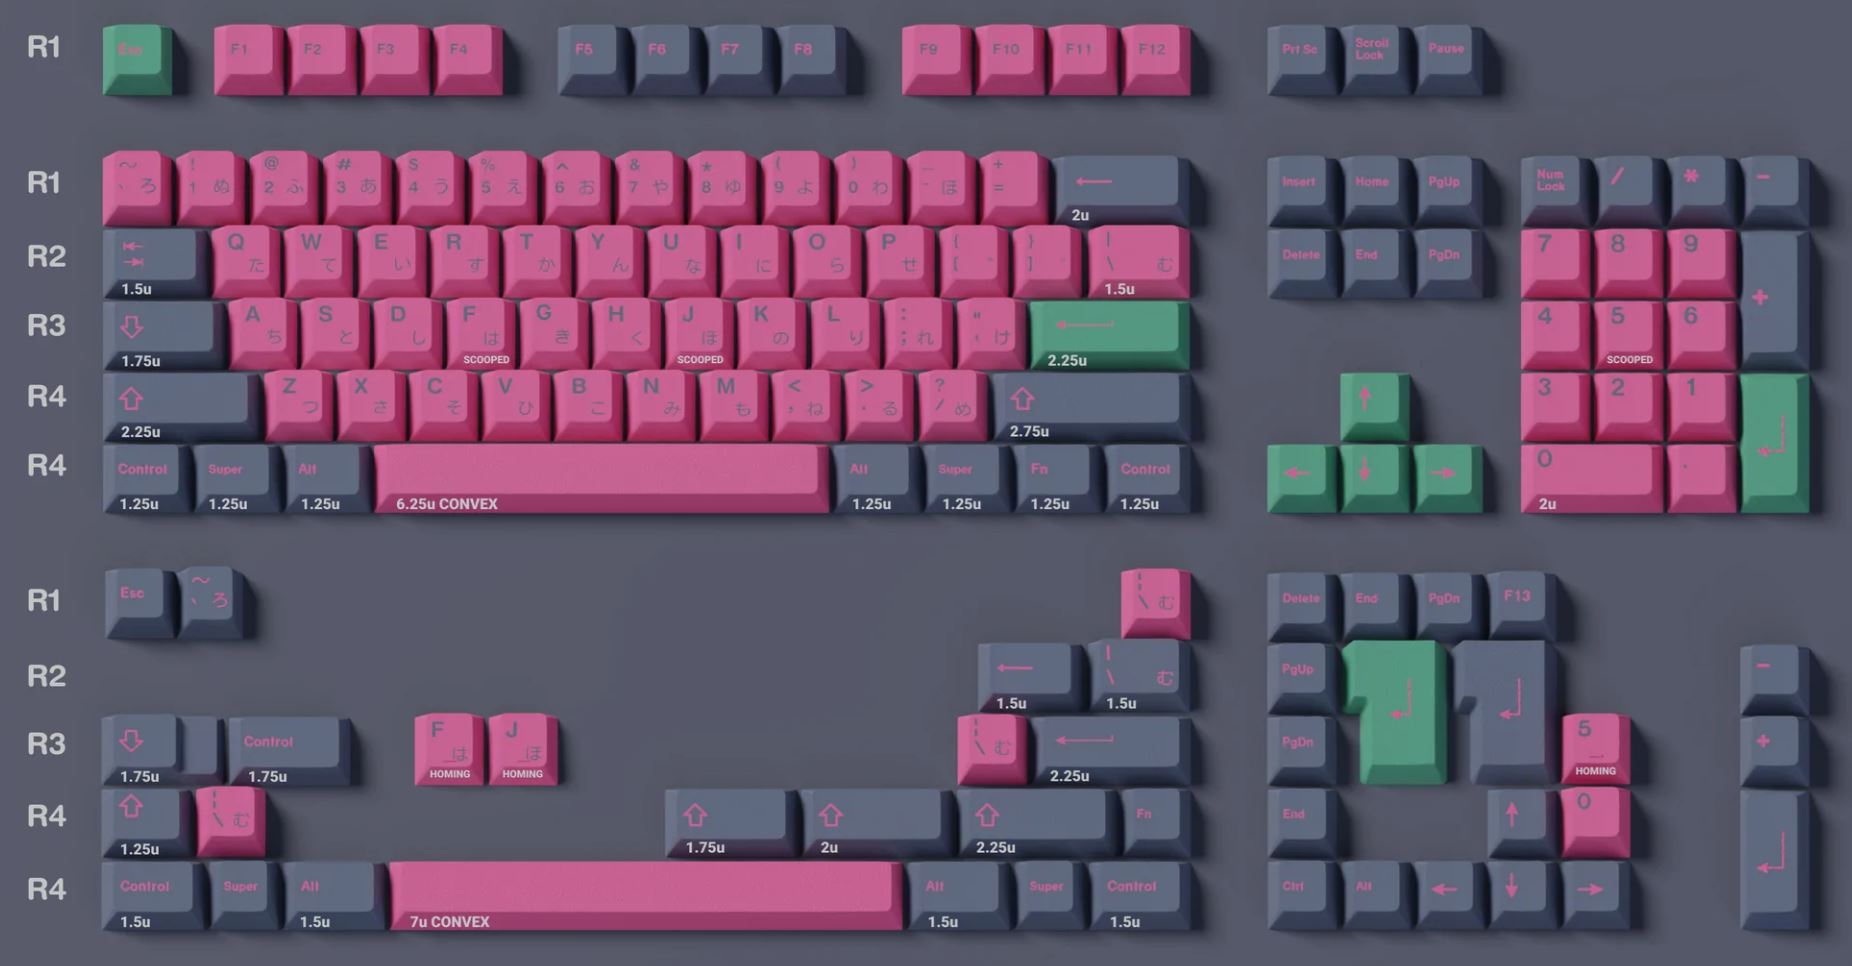 R1 Esc F1 F2 F3 F4 F5 F6 F7 F8 F9 F10 F11 F12 Prt Sc Scroll Lock Pause
R1 ~ ` ろ ! 1 ぬ @ 2 ふ # 3 あ $ 4 う % 5 え ^ 6 お & 7 や * 8 ゆ ( 9 よ ) 0 わ _ - ほ + = ← 2u Insert Home PgUp Num Lock / * -
R2 ⇤ ⇥ 1.5u Q た W て E い R す T か Y ん U な I に O ら P せ { [ ゛ } ] ゜ | \ む 1.5u Delete End PgDn 7 8 9 +
R3 ⇩ 1.75u A ち S と D し F は SCOOPED G き H く J ほ SCOOPED K の L り : ; れ " ' け ← 2.25u 4 5 SCOOPED 6
R4 ⇧ 2.25u Z つ X さ C そ V ひ B こ N み M も < , ね > . る ? / め ⇧ 2.75u ↑ 3 2 1 ↵
R4 Control 1.25u Super 1.25u Alt 1.25u 6.25u CONVEX Alt 1.25u Super 1.25u Fn 1.25u Control 1.25u ← ↓ → 0 2u .
R1 Esc ~ ` ろ ¦ \ む Delete End PgDn F13
R2 ← 1.5u | \ む 1.5u PgUp ↵ ↵ -
R3 ⇩ 1.75u Control 1.75u F _は HOMING J _ほ HOMING ¦ \ む ← 2.25u PgDn 5 _ HOMING +
R4 ⇧ 1.25u ¦ \ む ⇧ 1.75u ⇧ 2u ⇧ 2.25u Fn End ↑ 0 ↵
R4 Control 1.5u Super Alt 1.5u 7u CONVEX Alt 1.5u Super Control 1.5u Ctrl Alt ← ↓ →